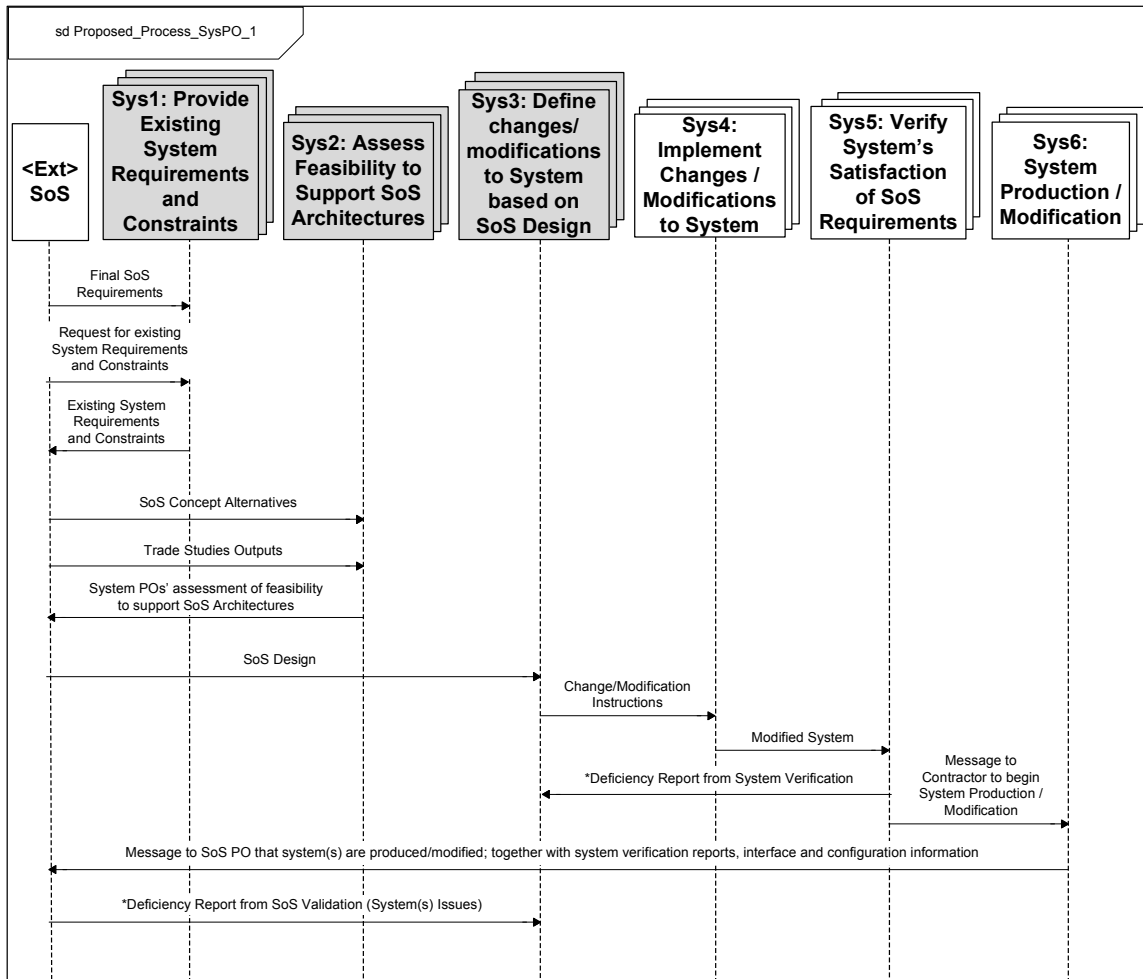 sd Proposed_Process_SysPO_1
<Ext>
SoS
Sys1: Provide
Existing
System
Requirements
and
Constraints
Sys2: Assess
Feasibility to
Support SoS
Architectures
Sys3: Define
changes/
modifications
to System
based on
SoS Design
Sys4:
Implement
Changes /
Modifications
to System
Sys5: Verify
System's
Satisfaction
of SoS
Requirements
Sys6:
System
Production /
Modification
Final SoS
Requirements
Request for existing
System Requirements
and Constraints
Existing System
Requirements
and Constraints
SoS Concept Alternatives
Trade Studies Outputs
System POs' assessment of feasibility
to support SoS Architectures
SoS Design
Change/Modification
Instructions
Modified System
*Deficiency Report from System Verification
Message to
Contractor to begin
System Production /
Modification
Message to SoS PO that system(s) are produced/modified; together with system verification reports, interface and configuration information
*Deficiency Report from SoS Validation (System(s) Issues)